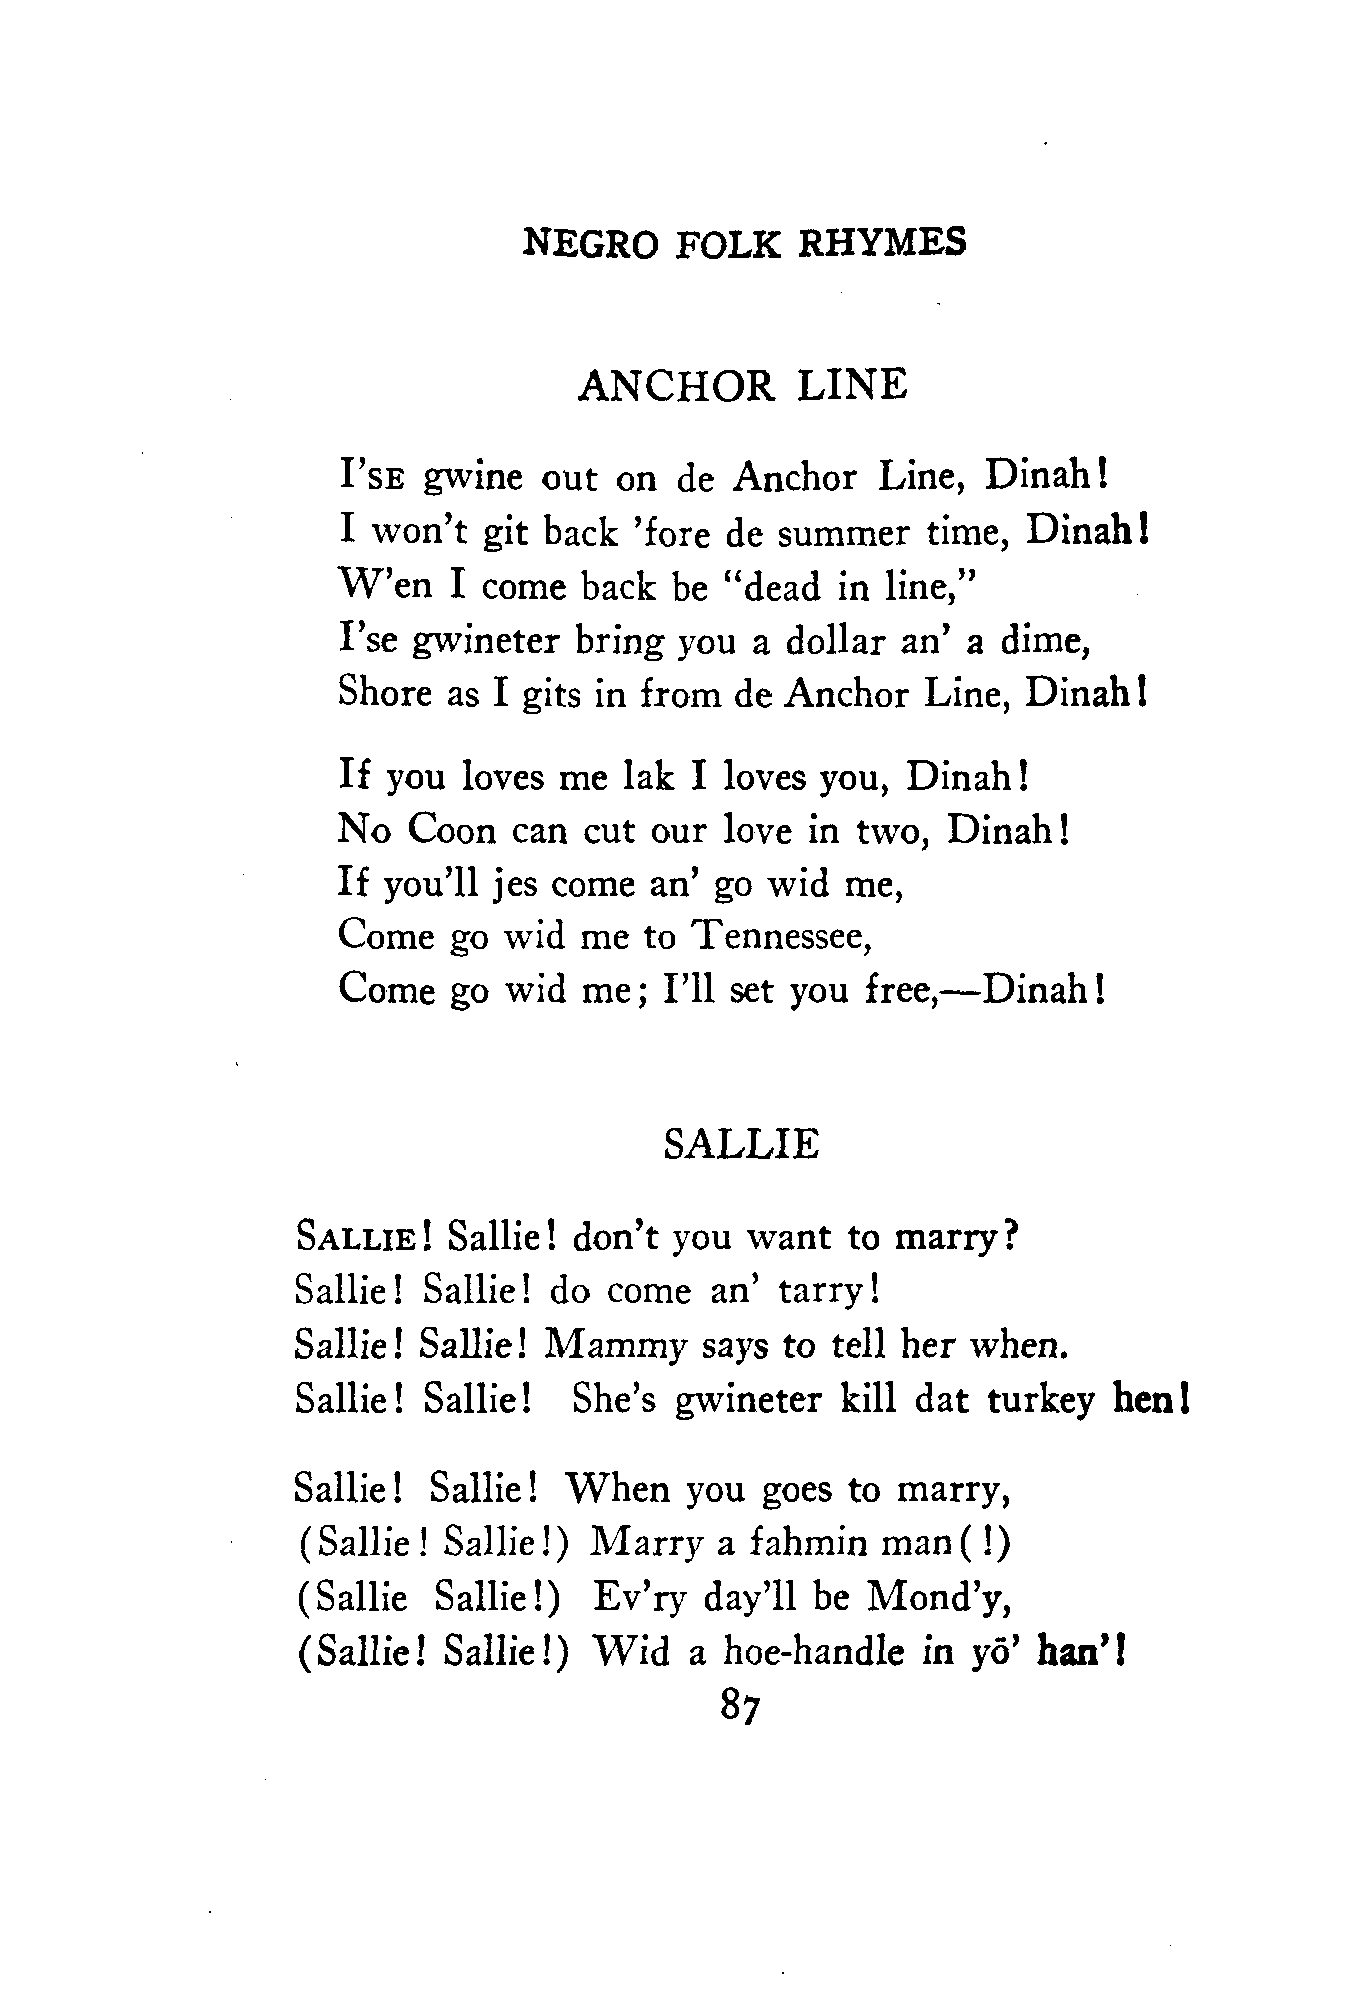 NEGRO FOLK RHYMES
ANCHOR LINE
I'SE gwine out on de Anchor Line, Dinah!
I won't git back 'fore de summer time, Dinah!
W'en I come back be "dead in line,"
I'se gwineter bring you a dollar an' a dime,
Shore as I gits in from de Anchor Line, Dinah!
If you loves me lak I loves you, Dinah!
No Coon can cut our love in two, Dinah!
If you'll jes come an' go wid me,
Come go wid me to Tennessee,
Come go wid me; I'll set you free,—Dinah!
SALLIE
SALLIE! Sallie! don't you want to marry?
Sallie! Sallie! do come an' tarry!
Sallie! Sallie! Mammy says to tell her when.
Sallie! Sallie! She's gwineter kill dat turkey hen!
Sallie! Sallie! When you goes to marry,
(Sallie! Sallie!) Marry a fahmin man(!)
(Sallie Sallie!) Ev'ry day'll be Mond'y,
(Sallie! Sallie!) Wid a hoe-handle in yō' han'!
87